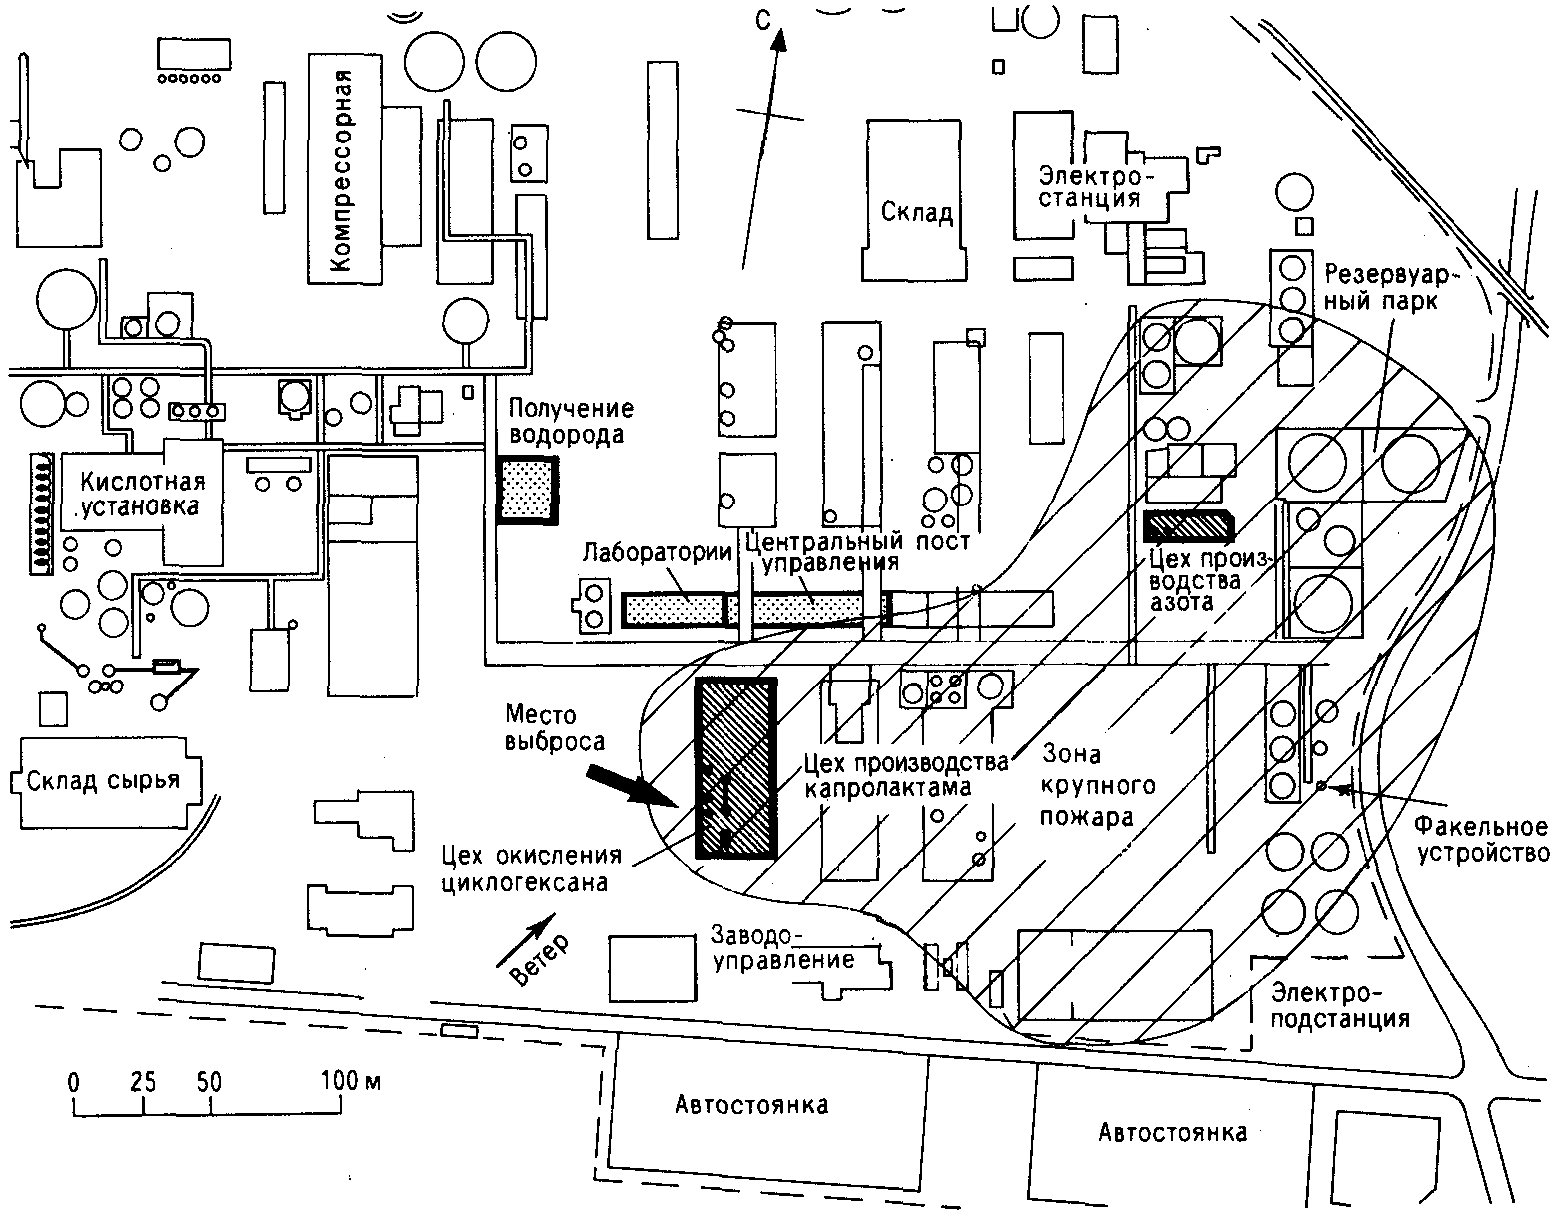 С
Компрессорная
Склад
Электро-
станция
Резервуар-
ный парк
Получение
водорода
Кислотная
установка
Лаборатории
Центральный пост
управления
Цех произ-
водства
азота
Место
выброса
Склад сырья
Цех производства
капролактама
Зона
крупного
пожара
Факельное
устройство
Цех окисления
циклогексана
Ветер
Заводо-
управление
Электро-
подстанция
0 25 50 100 м
Автостоянка
Автостоянка